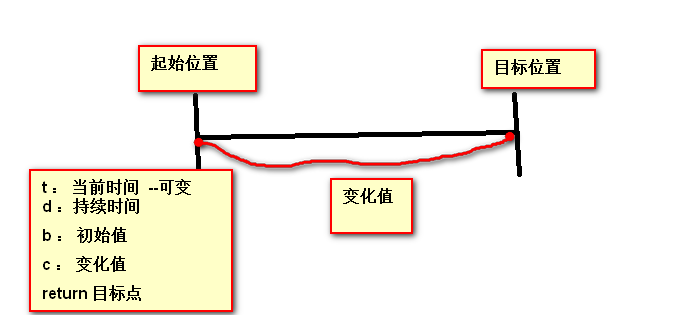 起始位置
目标位置
变化值
t： 当前时间 --可变
d：持续时间
b： 初始值
c： 变化值
return 目标点